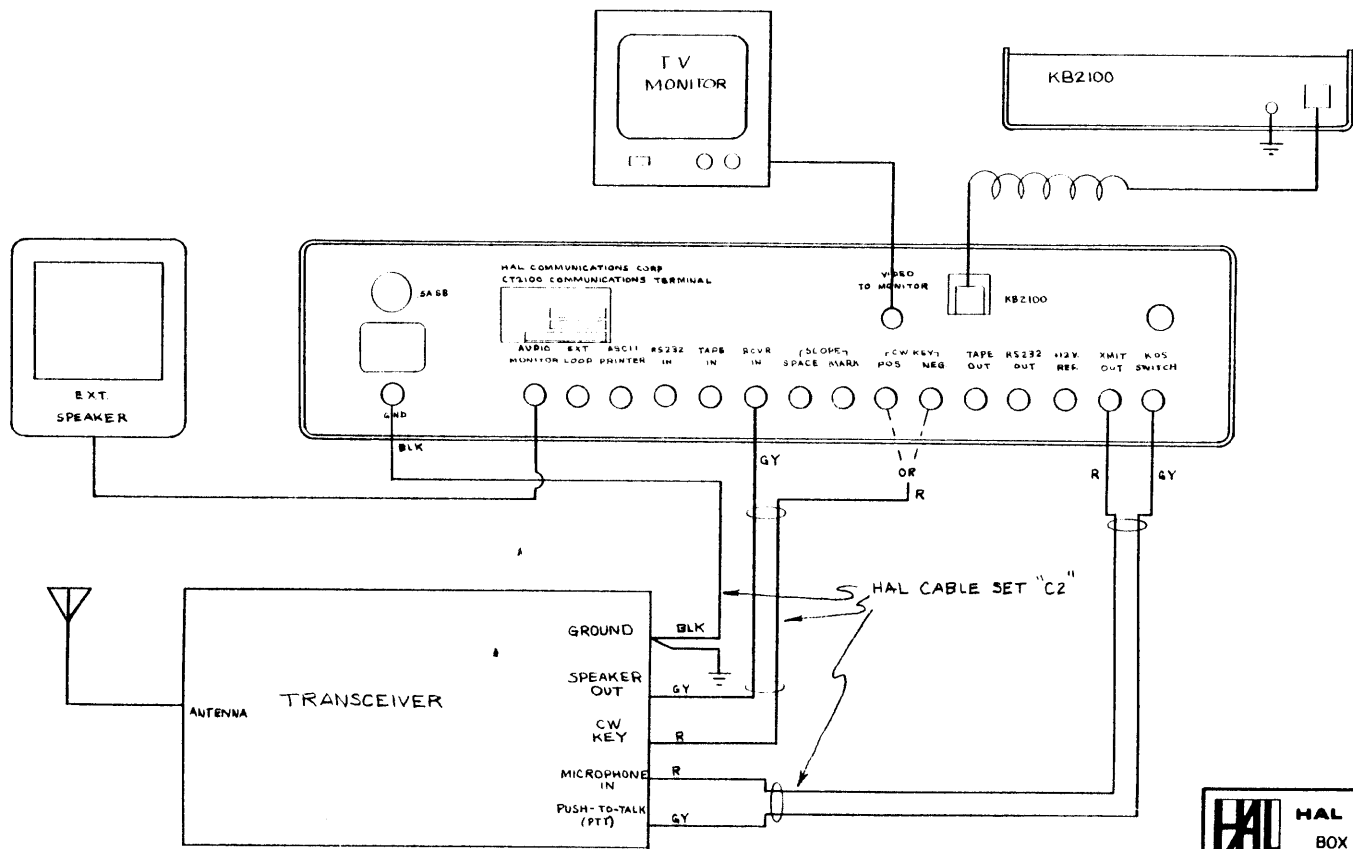 TV
MONITOR
KB2100
HAL COMMUNICATIONS CORP
CT2100 COMMUNICATIONS TERMINAL
SA SB
VIDEO
TO MONITOR
KB2100
AUDIO
MONITOR
EXT
LOOP
ASCII
PRINTER
RS232
IN
TAPE
IN
RCVR
IN
SLOPE
SPACE
MARK
CW KEY
POS
NEG
TAPE
OUT
RS232
OUT
+12V.
REF.
XMIT
OUT
KOS
SWITCH
EXT.
SPEAKER
GND
BLK
GY
OR
R
R
GY
HAL CABLE SET "C2"
GROUND
BLK
SPEAKER
OUT
GY
TRANSCEIVER
ANTENNA
CW
KEY
R
MICROPHONE
IN
R
PUSH-TO-TALK
(PTT)
GY
HAL
HAL
BOX